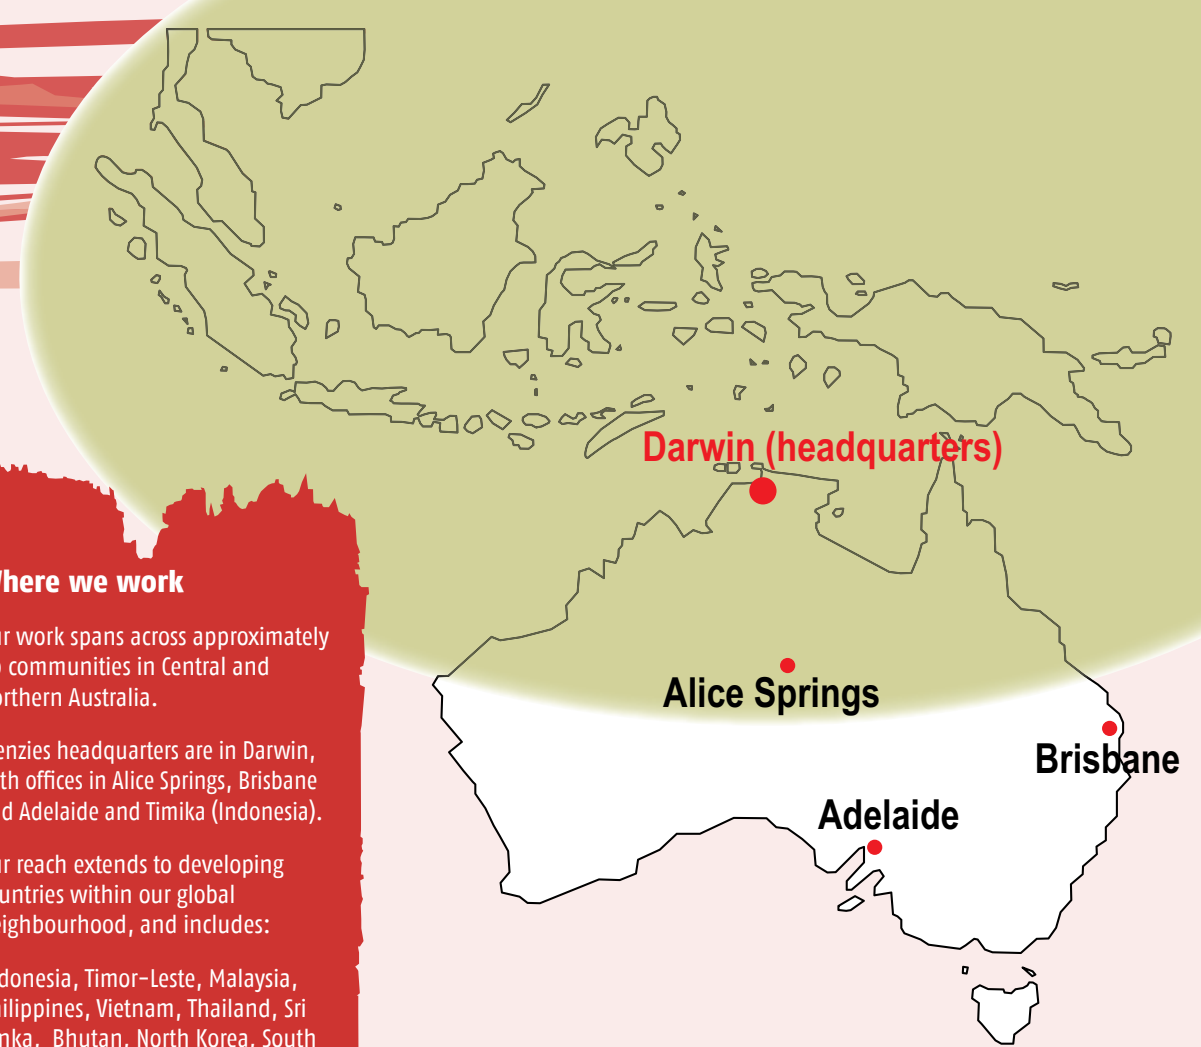 Darwin (headquarters)
Alice Springs
Brisbane
Adelaide
here we work
r work spans across approximately
communities in Central and
orthern Australia.
enzies headquarters are in Darwin,
th offices in Alice Springs, Brisbane
d Adelaide and Timika (Indonesia).
r reach extends to developing
untries within our global
ighbourhood, and includes:
donesia, Timor-Leste, Malaysia,
ilippines, Vietnam, Thailand, Sri
nka, Bhutan, North Korea, South